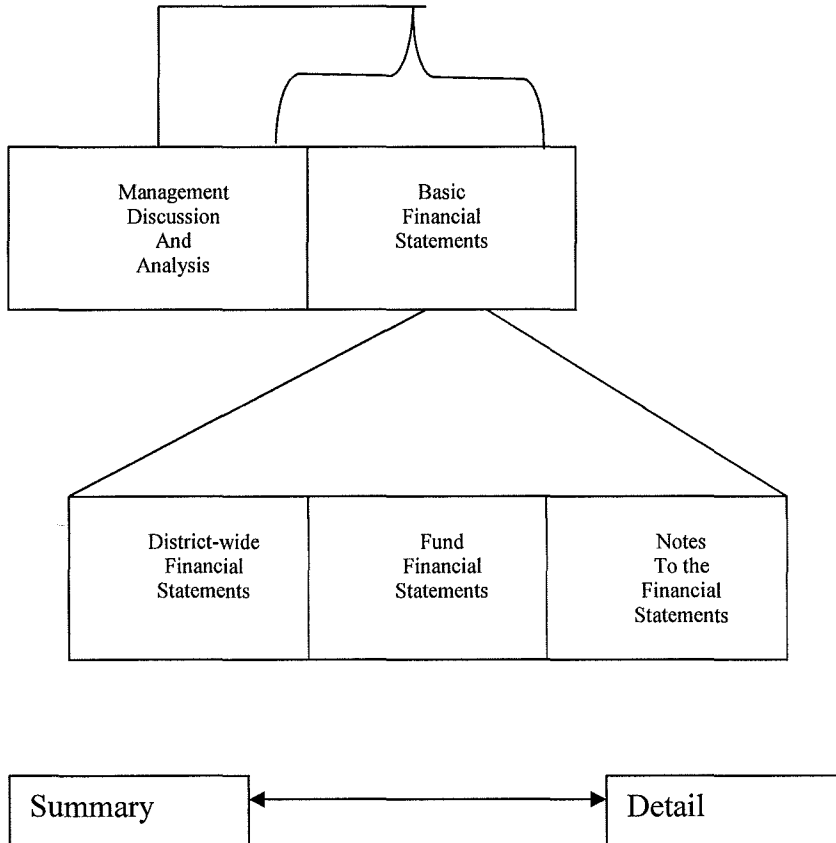 Management
Discussion
And
Analysis
Basic
Financial
Statements
District-wide
Financial
Statements
Fund
Financial
Statements
Notes
To the
Financial
Statements
Summary
Detail